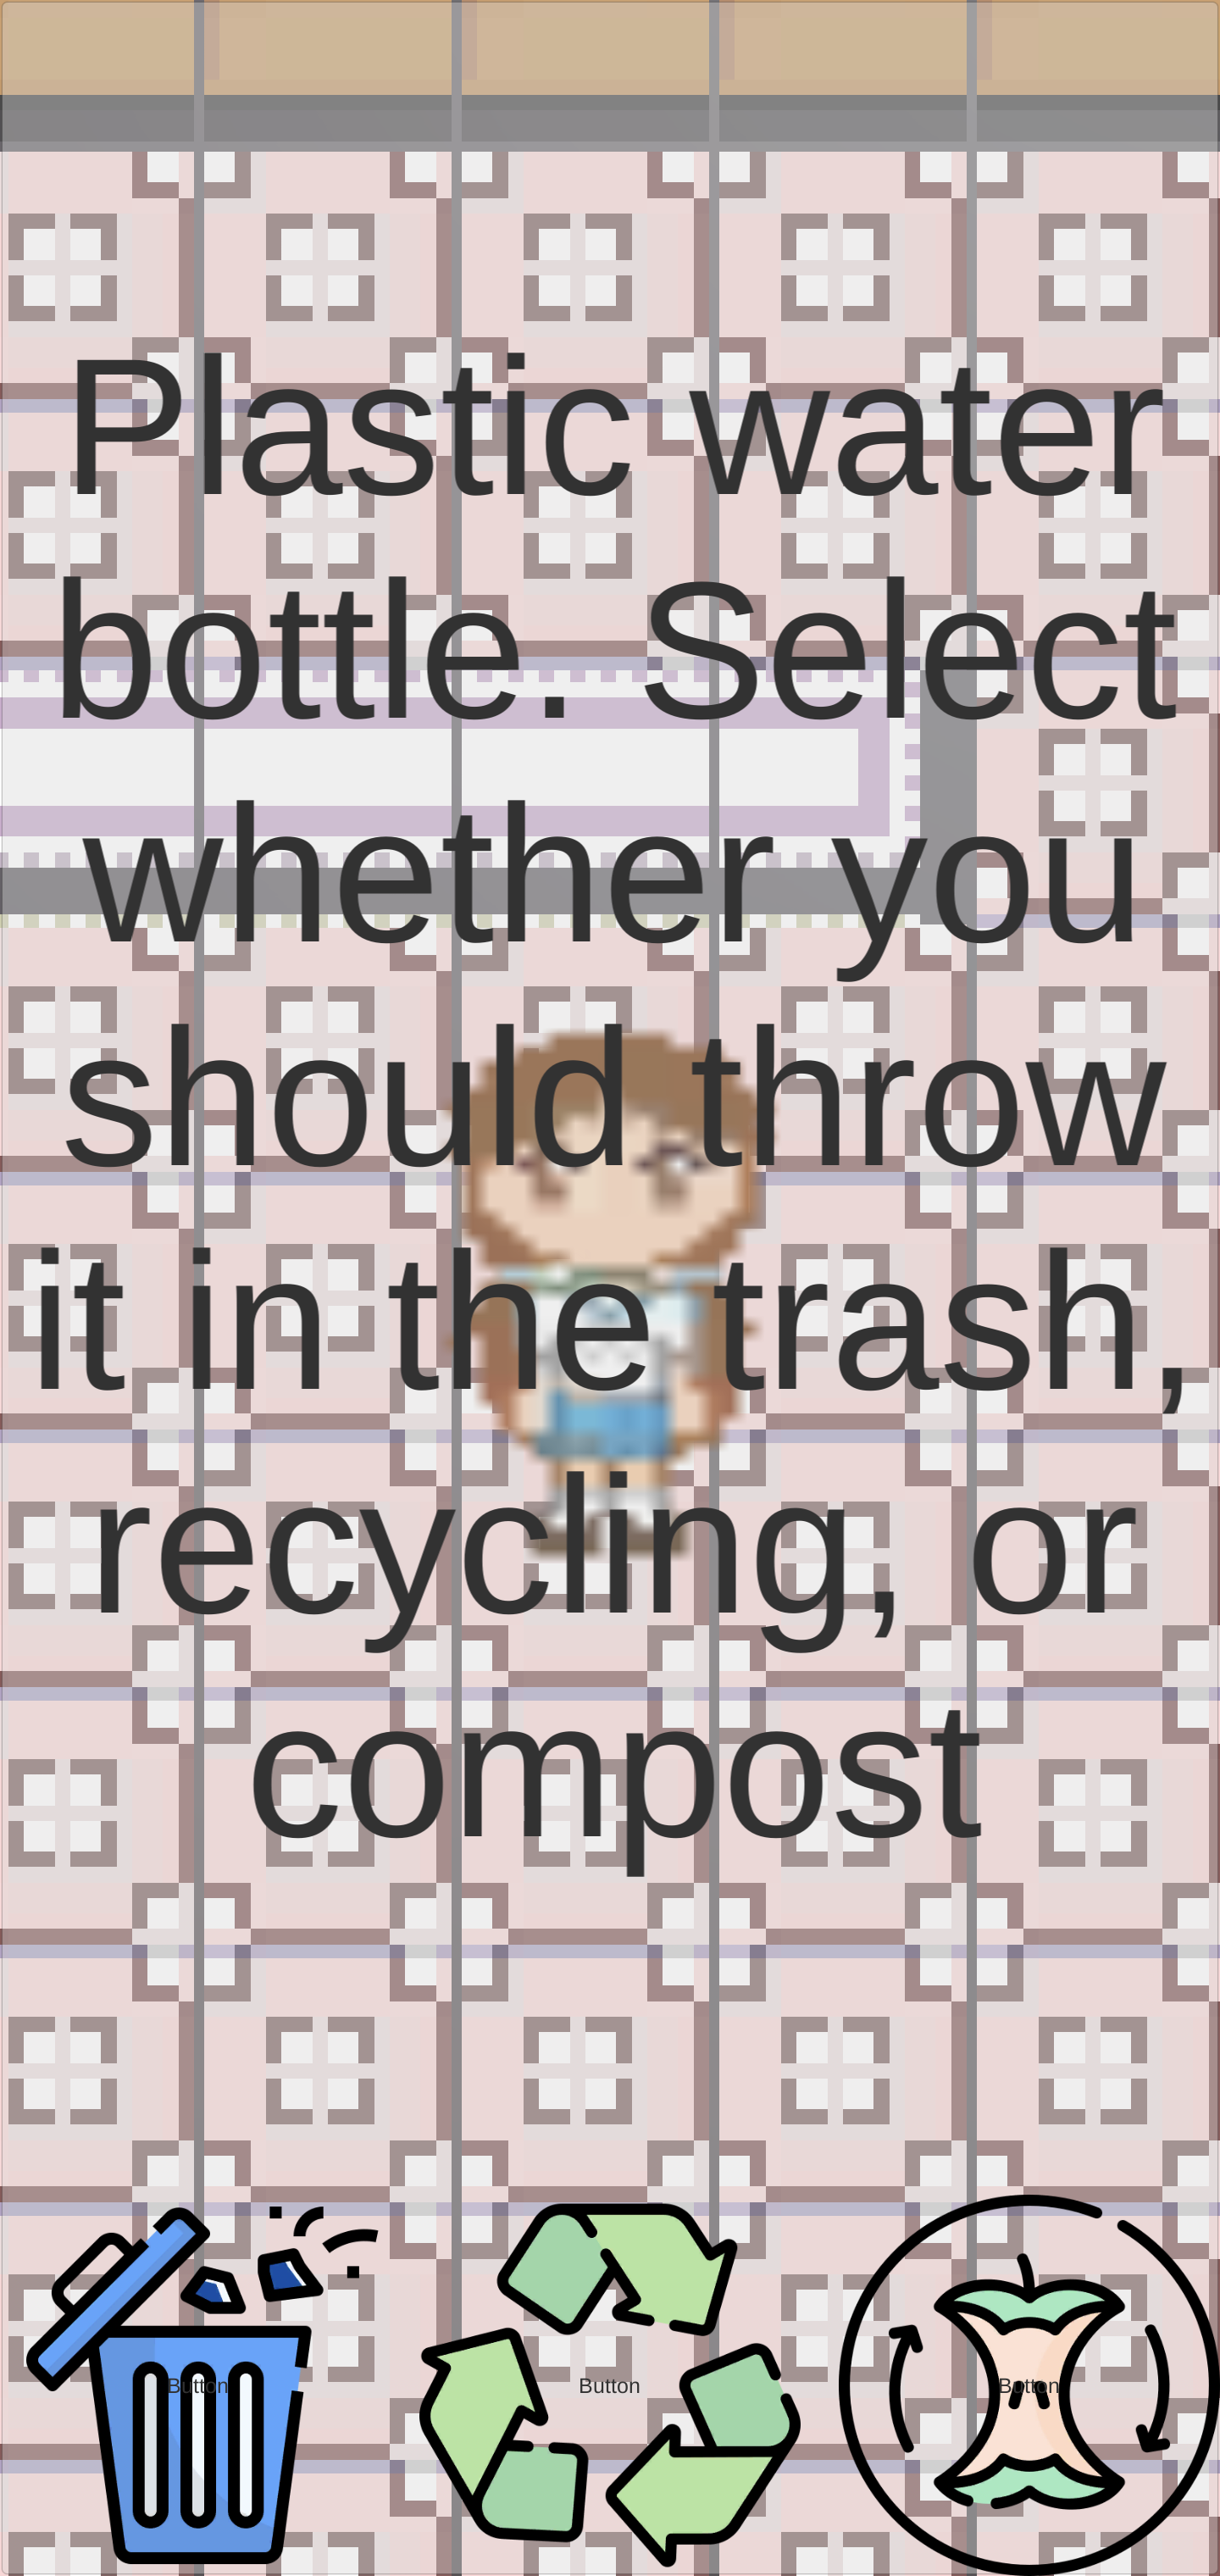 Plastic water
bottle. Select
whether you
should throw
it in the trash,
recycling, or
compost
Button
Button
Button